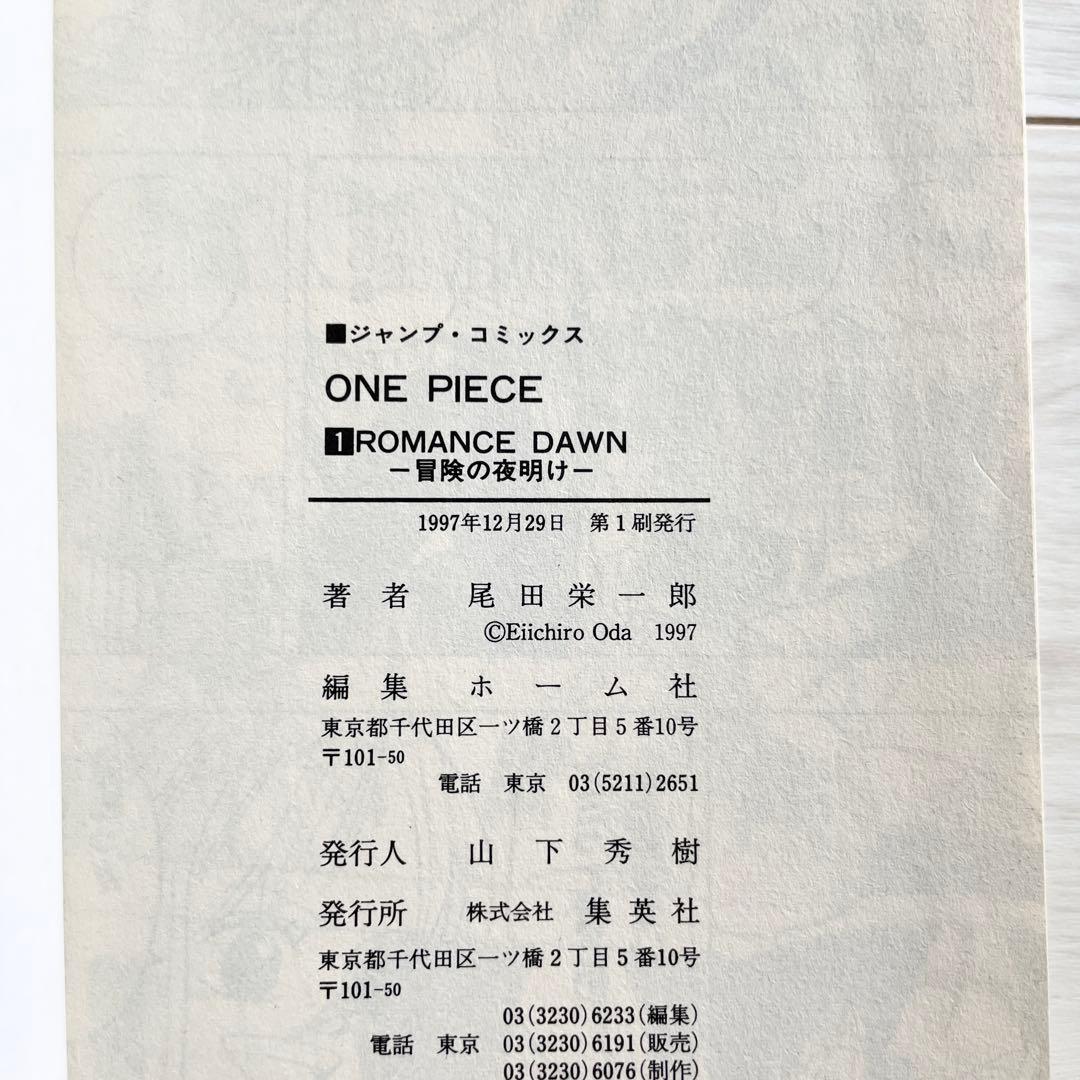 ■ジャンプ・コミックス
ONE PIECE
1 ROMANCE DAWN
－冒険の夜明け－
1997年12月29日 第1刷発行
著者 尾田栄一郎
©Eiichiro Oda 1997
編集 ホーム社
東京都千代田区一ツ橋2丁目5番10号
〒101-50
電話 東京 03(5211)2651
発行人 山下秀樹
発行所 株式会社 集英社
東京都千代田区一ツ橋2丁目5番10号
〒101-50
03(3230)6233(編集)
電話 東京 03(3230)6191(販売)
03(3230)6076(制作)